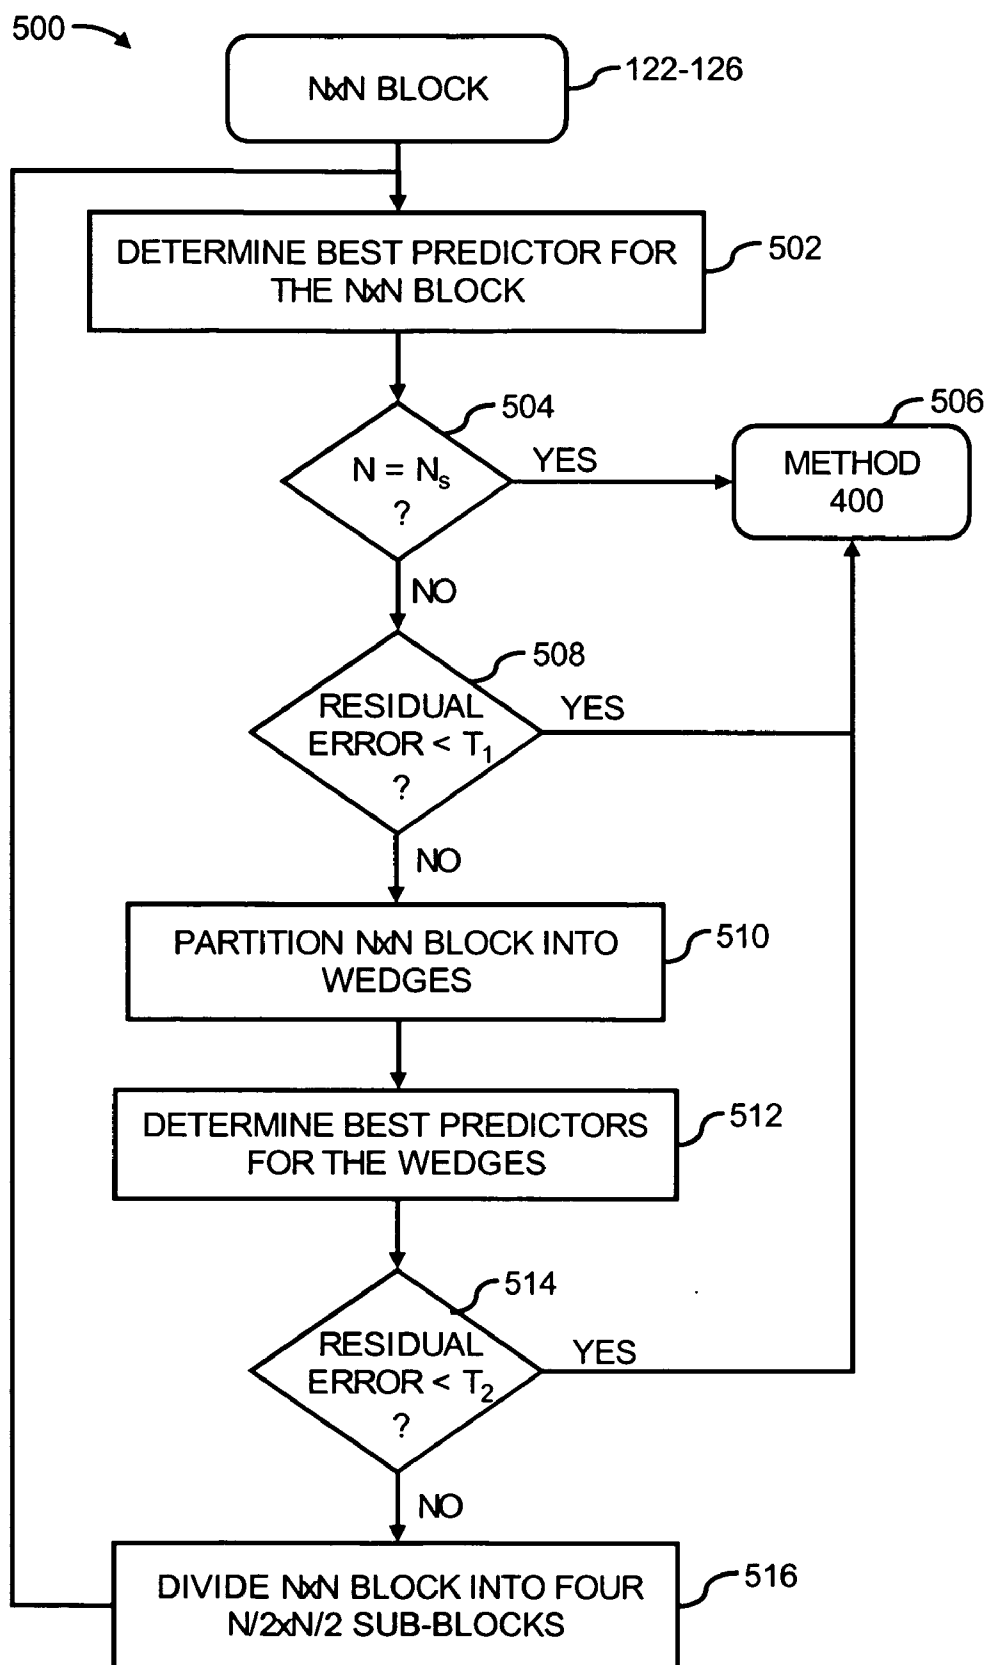 500
NxN BLOCK
122-126
DETERMINE BEST PREDICTOR FOR
THE NxN BLOCK
502
504
N = Ns
?
YES
506
METHOD
400
NO
508
RESIDUAL
ERROR < T1
?
YES
NO
PARTITION NxN BLOCK INTO
WEDGES
510
DETERMINE BEST PREDICTORS
FOR THE WEDGES
512
514
RESIDUAL
ERROR < T2
?
YES
NO
DIVIDE NxN BLOCK INTO FOUR
N/2xN/2 SUB-BLOCKS
516